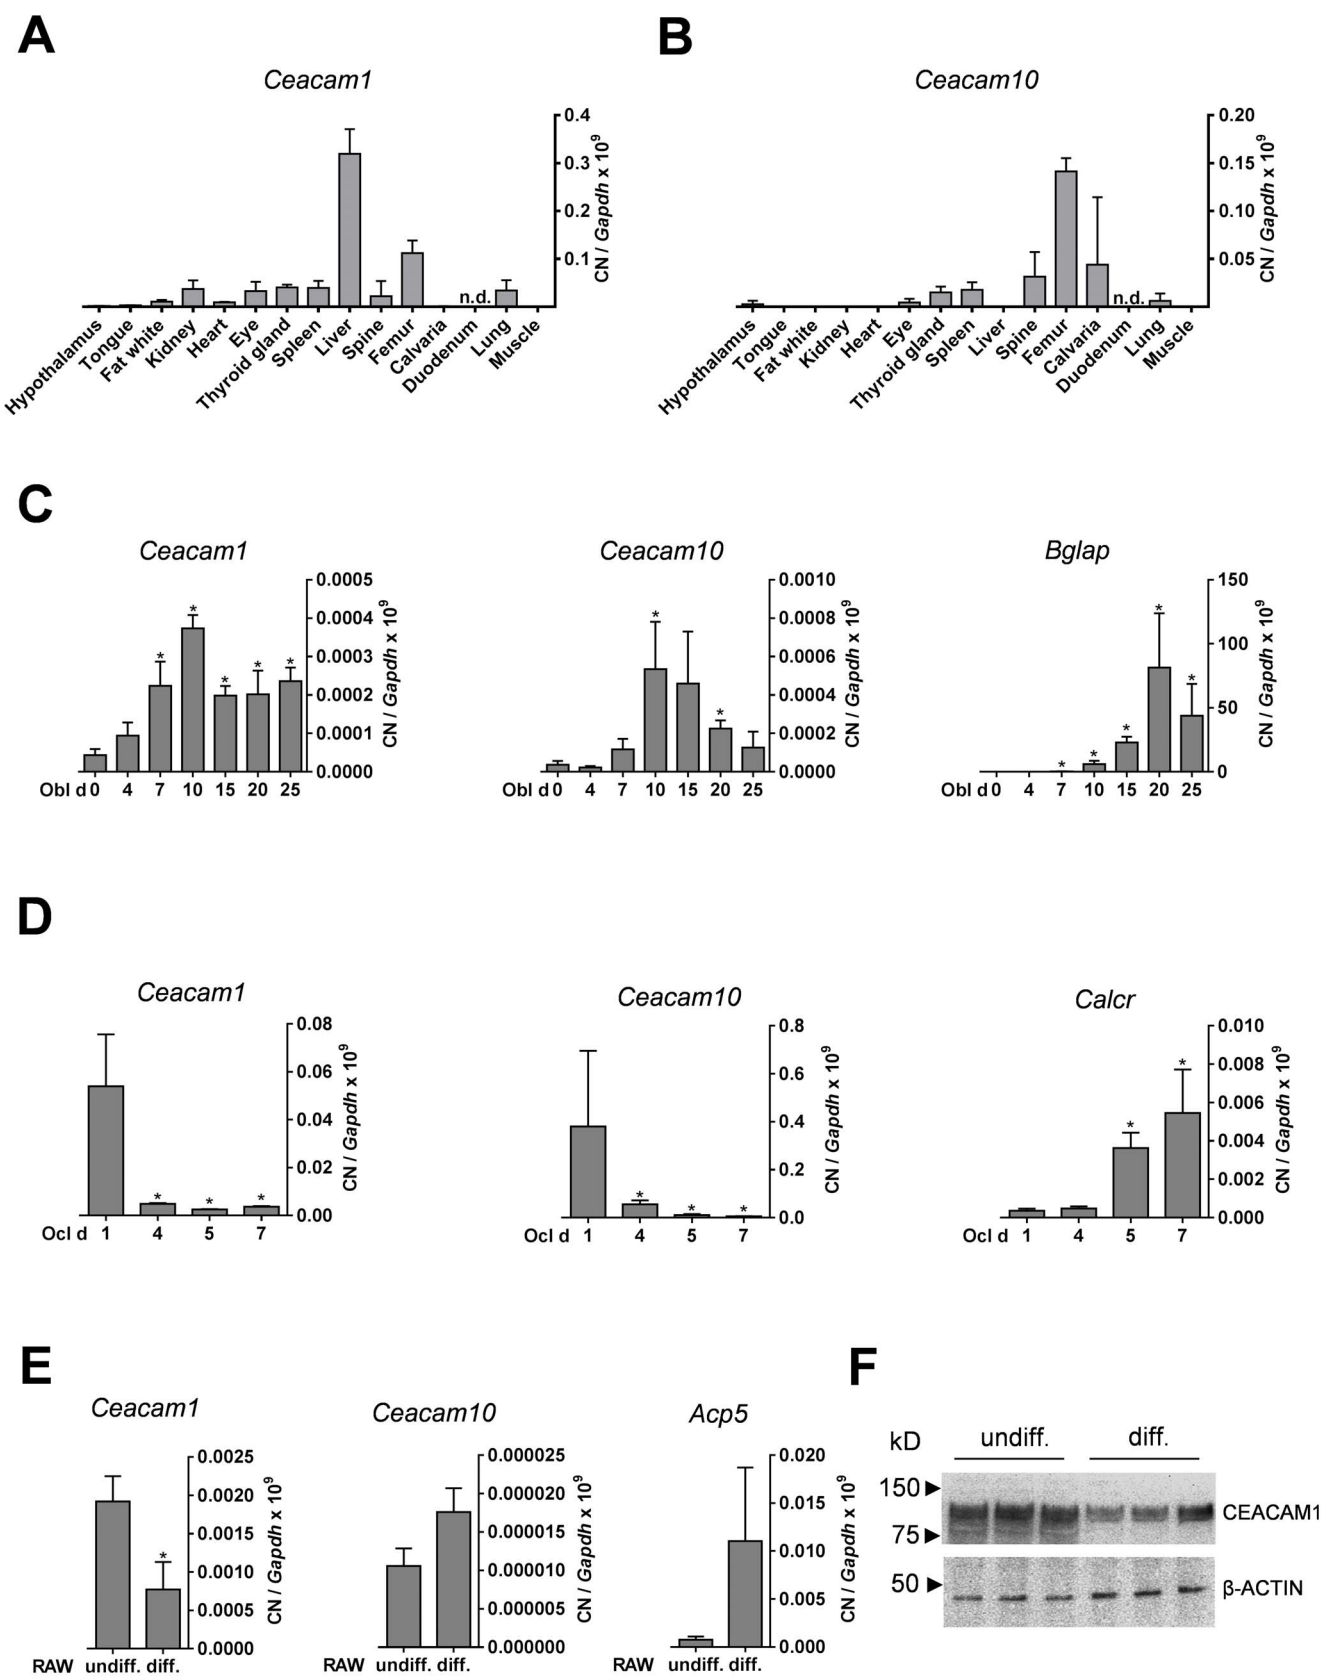 A
Ceacam1
0.4
0.3
0.2
0.1
CN / Gapdh x 10⁹
n.d.
Hypothalamus
Tongue
Fat white
Kidney
Heart
Eye
Thyroid gland
Spleen
Liver
Spine
Femur
Calvaria
Duodenum
Lung
Muscle
B
Ceacam10
0.20
0.15
0.10
0.05
CN / Gapdh x 10⁹
n.d.
Hypothalamus
Tongue
Fat white
Kidney
Heart
Eye
Thyroid gland
Spleen
Liver
Spine
Femur
Calvaria
Duodenum
Lung
Muscle
C
Ceacam1
0.0005
0.0004
0.0003
0.0002
0.0001
0.0000
CN / Gapdh x 10⁹
* * * * *
Obl d 0 4 7 10 15 20 25
Ceacam10
0.0010
0.0008
0.0006
0.0004
0.0002
0.0000
CN / Gapdh x 10⁹
* *
Obl d 0 4 7 10 15 20 25
Bglap
150
100
50
0
CN / Gapdh x 10⁹
* * * * *
Obl d 0 4 7 10 15 20 25
D
Ceacam1
0.08
0.06
0.04
0.02
0.00
CN / Gapdh x 10⁹
* * *
Ocl d 1 4 5 7
Ceacam10
0.8
0.6
0.4
0.2
0.0
CN / Gapdh x 10⁹
* * *
Ocl d 1 4 5 7
Calcr
0.010
0.008
0.006
0.004
0.002
0.000
CN / Gapdh x 10⁹
* *
Ocl d 1 4 5 7
E
Ceacam1
0.0025
0.0020
0.0015
0.0010
0.0005
0.0000
CN / Gapdh x 10⁹
*
RAW undiff. diff.
Ceacam10
0.000025
0.000020
0.000015
0.000010
0.000005
0.000000
CN / Gapdh x 10⁹
RAW undiff. diff.
Acp5
0.020
0.015
0.010
0.005
0.000
CN / Gapdh x 10⁹
RAW undiff. diff.
F
kD undiff. diff.
150
CEACAM1
75
50
β-ACTIN